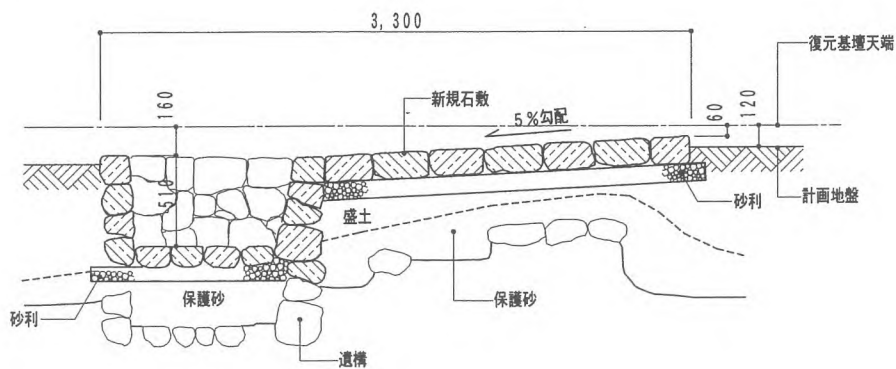 3,300
復元基壇天端
160
新規石敷
5%勾配
60
120
510
砂利
計画地盤
盛土
保護砂
保護砂
砂利
遺構